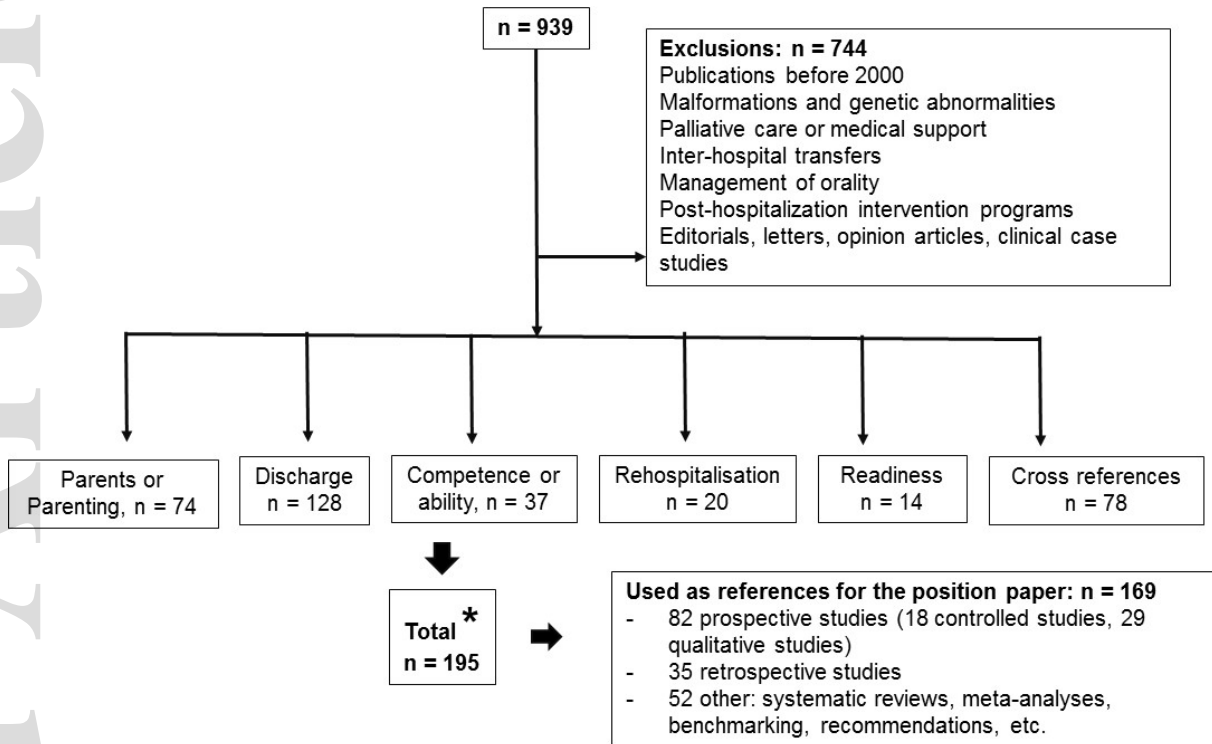 n = 939
Exclusions: n = 744
Publications before 2000
Malformations and genetic abnormalities
Palliative care or medical support
Inter-hospital transfers
Management of orality
Post-hospitalization intervention programs
Editorials, letters, opinion articles, clinical case
studies
Parents or
Parenting, n = 74
Discharge
n = 128
Competence or
ability, n = 37
Rehospitalisation
n = 20
Readiness
n = 14
Cross references
n = 78
Total *
n = 195
Used as references for the position paper: n = 169
- 82 prospective studies (18 controlled studies, 29
qualitative studies)
- 35 retrospective studies
- 52 other: systematic reviews, meta-analyses,
benchmarking, recommendations, etc.